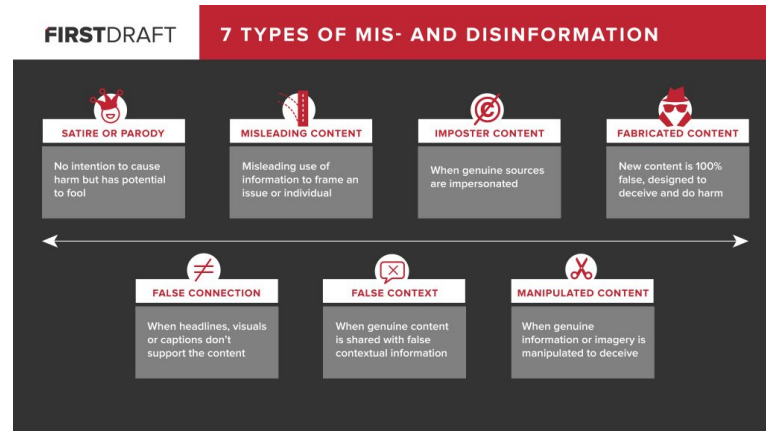 FIRSTDRAFT
7 TYPES OF MIS- AND DISINFORMATION
SATIRE OR PARODY
No intention to cause
harm but has potential
to fool
MISLEADING CONTENT
Misleading use of
information to frame an
issue or individual
IMPOSTER CONTENT
When genuine sources
are impersonated
FABRICATED CONTENT
New content is 100%
false, designed to
deceive and do harm
FALSE CONNECTION
When headlines, visuals
or captions don't
support the content
FALSE CONTEXT
When genuine content
is shared with false
contextual information
MANIPULATED CONTENT
When genuine
information or imagery is
manipulated to deceive